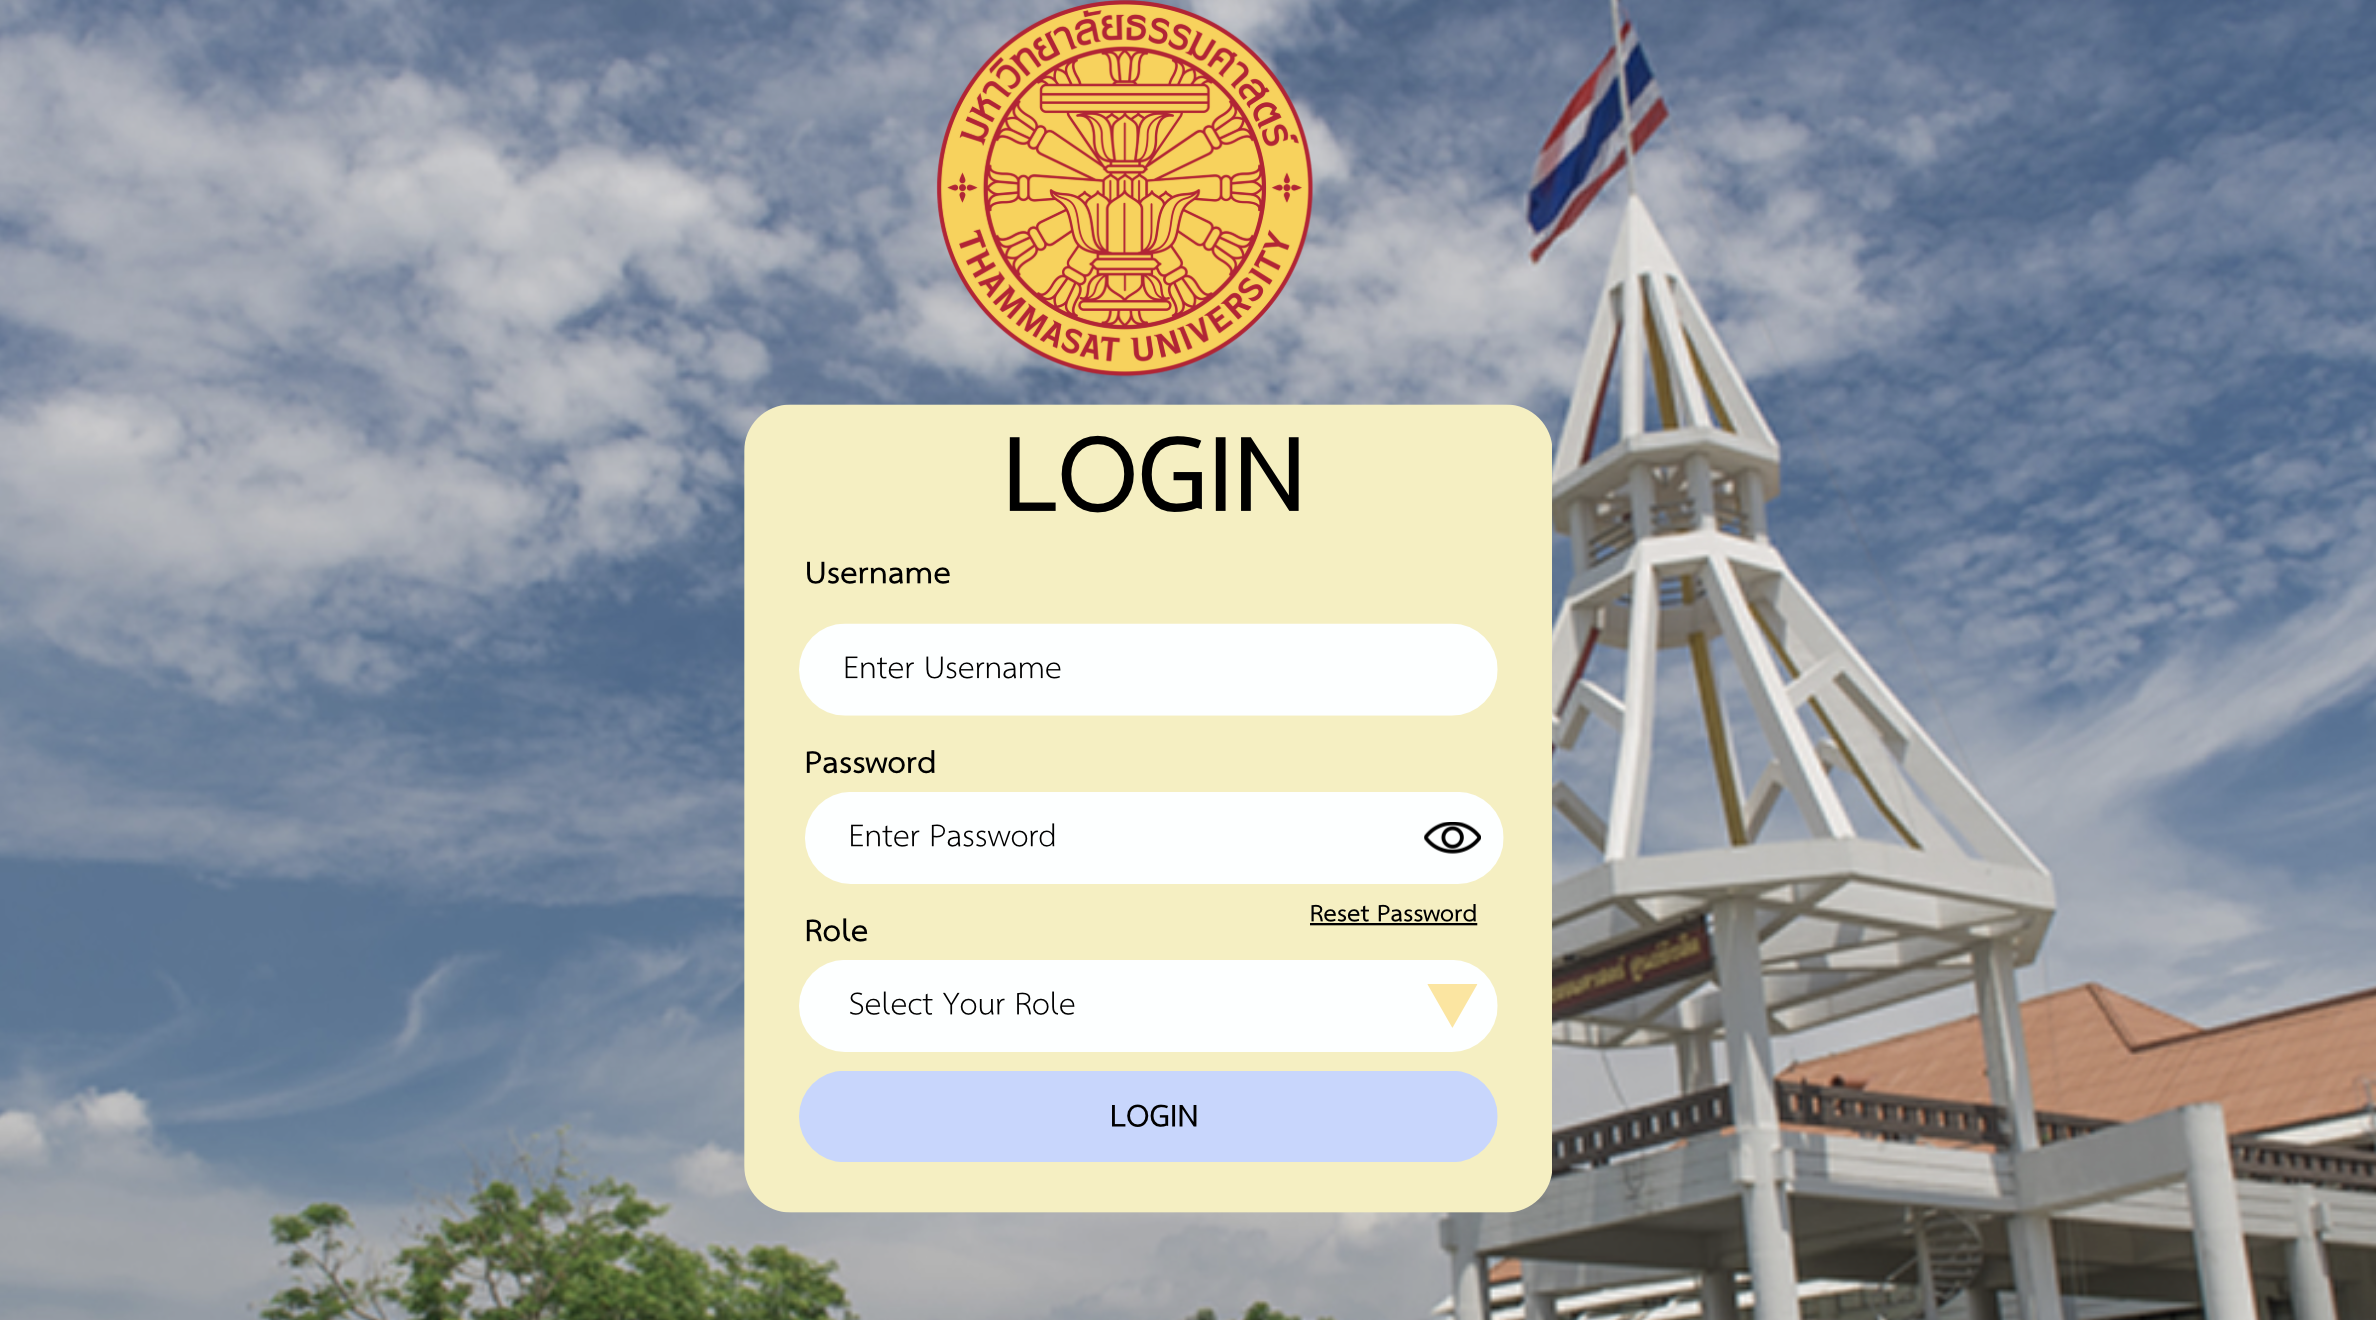 มหาวิทยาลัยธรรมศาสตร์
THAMMASAT UNIVERSITY
LOGIN
Username
Enter Username
Password
Enter Password
Reset Password
Role
Select Your Role
LOGIN